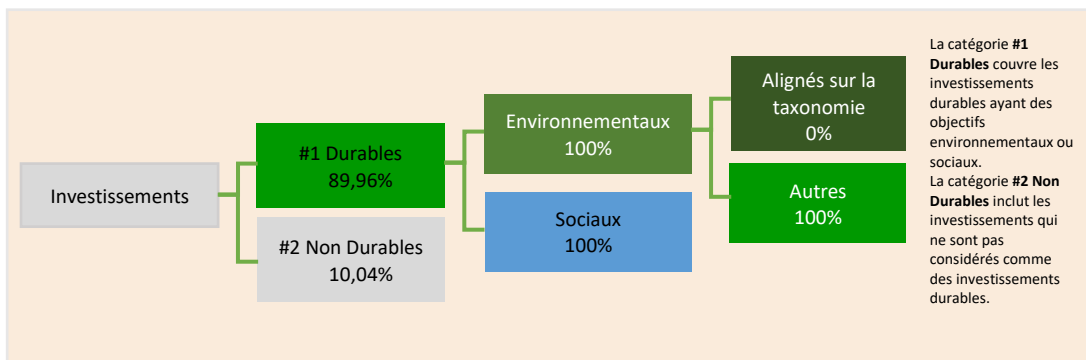 Investissements
#1 Durables
89,96%
#2 Non Durables
10,04%
Environnementaux
100%
Sociaux
100%
Alignés sur la
taxonomie
0%
Autres
100%
La catégorie #1
Durables couvre les
investissements
durables ayant des
objectifs
environnementaux ou
sociaux.
La catégorie #2 Non
Durables inclut les
investissements qui
ne sont pas
considérés comme
des investissements
durables.